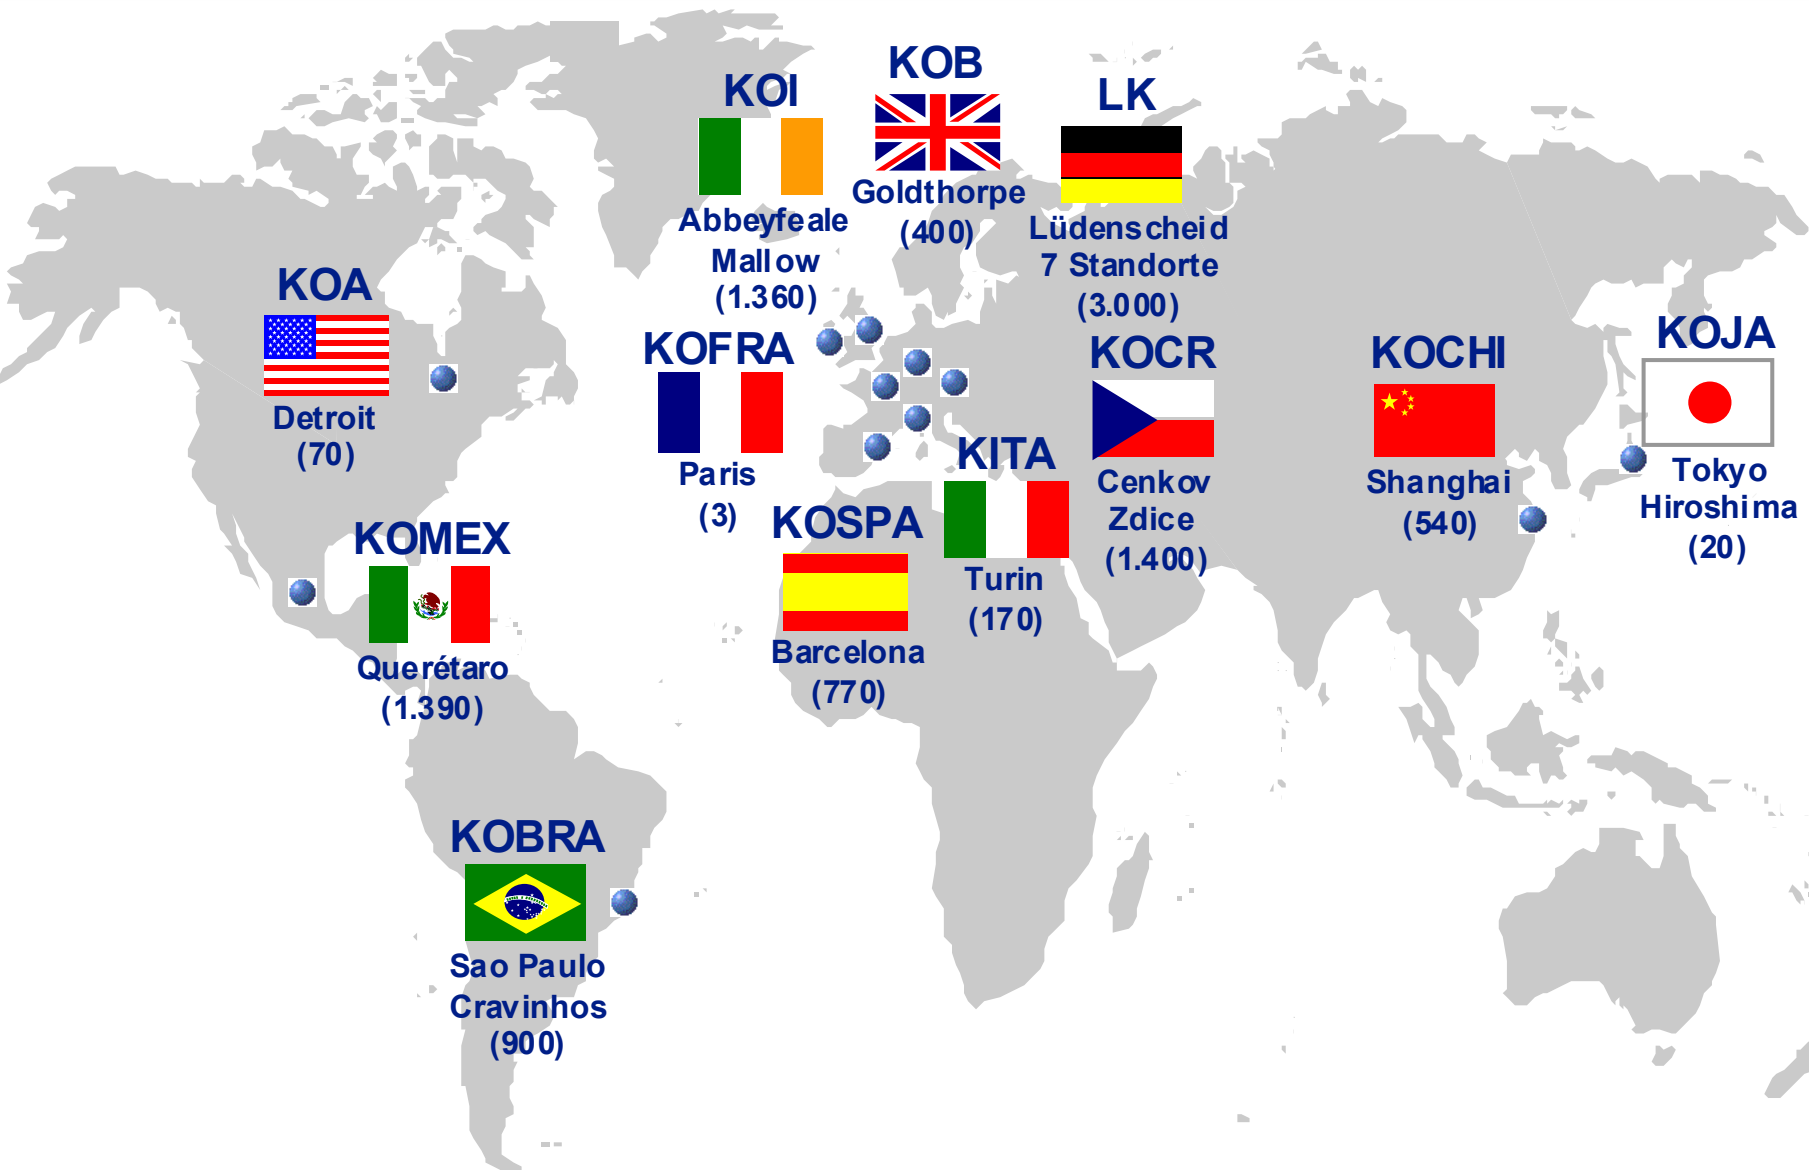 KOB
(400)
Goldthorpe
KOI
Abbeyfeale
Mallow
(1.360)
LK
Lüdenscheid
7 Standorte
(3.000)
KOA
Detroit
(70)
KOFRA
Paris
(3)
KOCR
Cenkov
Zdice
(1.400)
KOCHI
Shanghai
(540)
KOJA
Tokyo
Hiroshima
(20)
KITA
Turin
(170)
KOSPA
Barcelona
(770)
KOMEX
Querétaro
(1.390)
KOBRA
Sao Paulo
Cravinhos
(900)